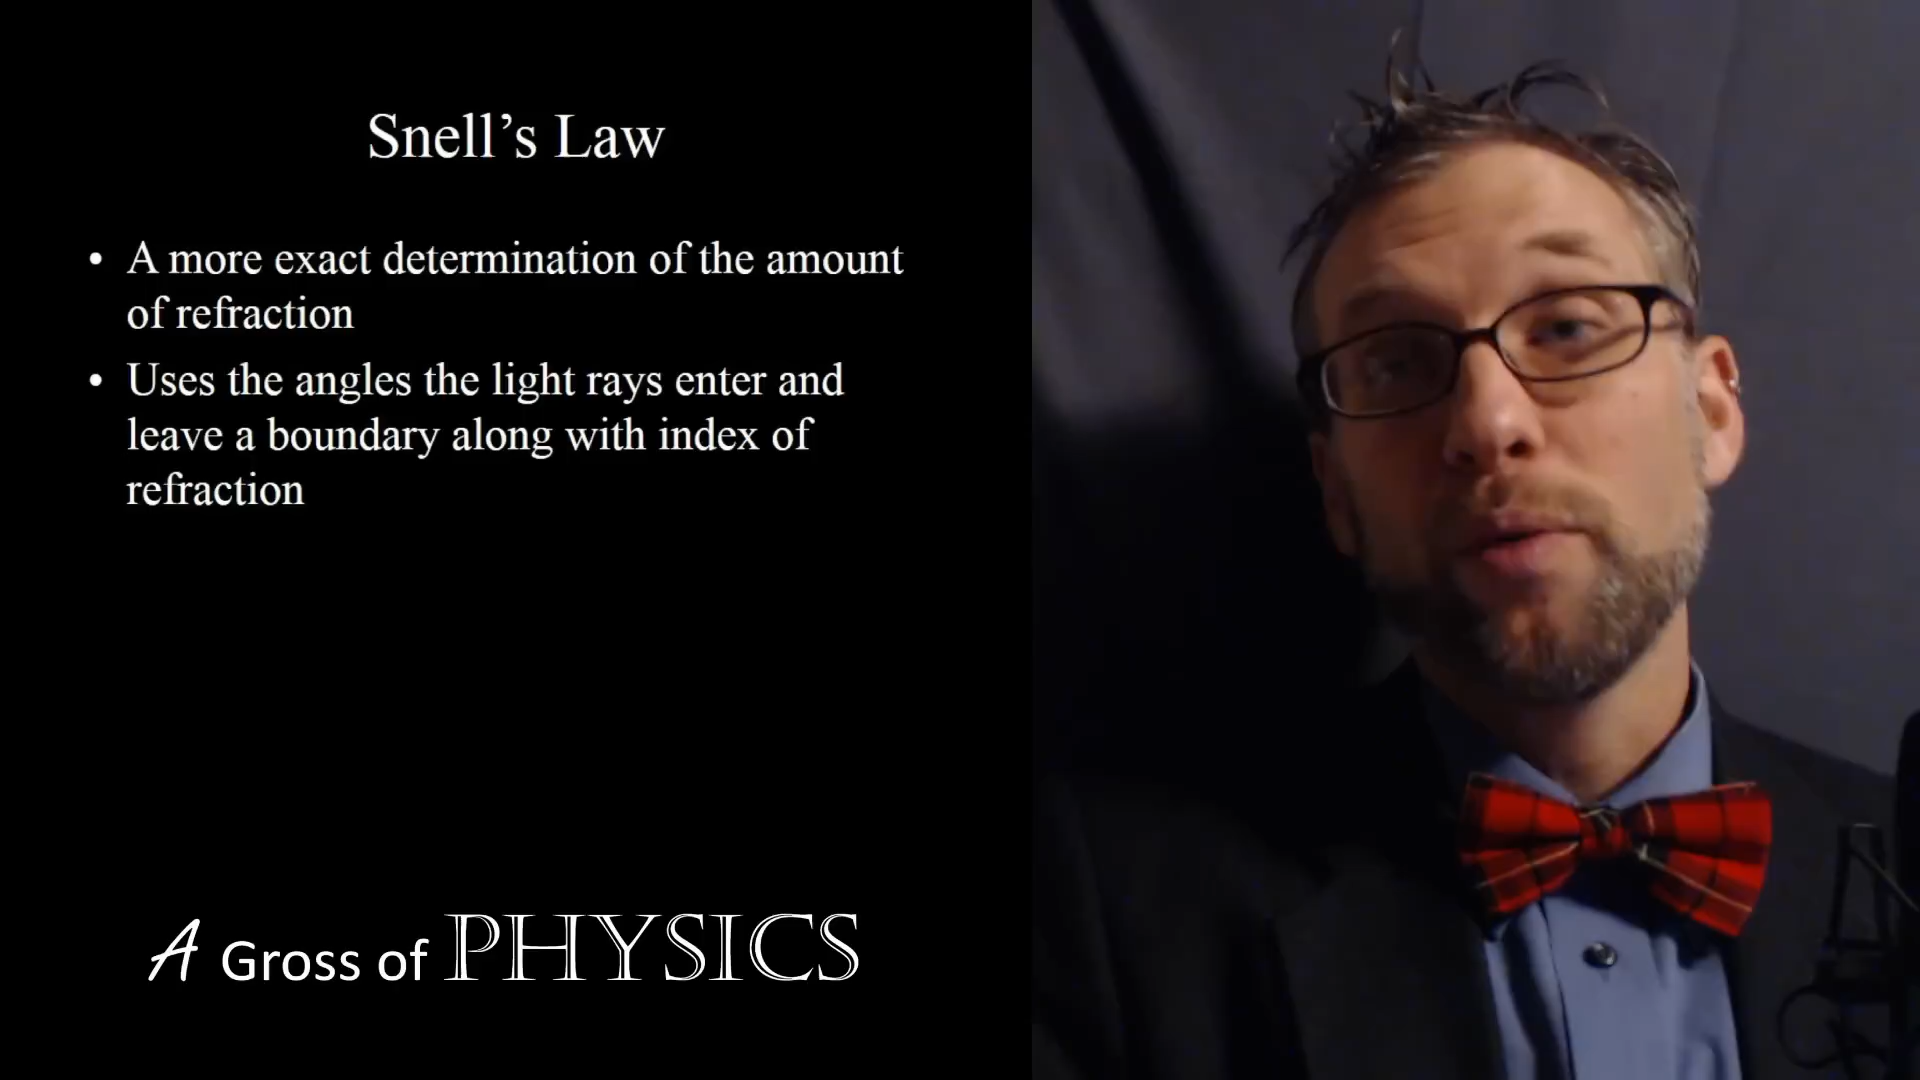 Snell’s Law
• A more exact determination of the amount
of refraction
• Uses the angles the light rays enter and
leave a boundary along with index of
refraction
A Gross of PHYSICS